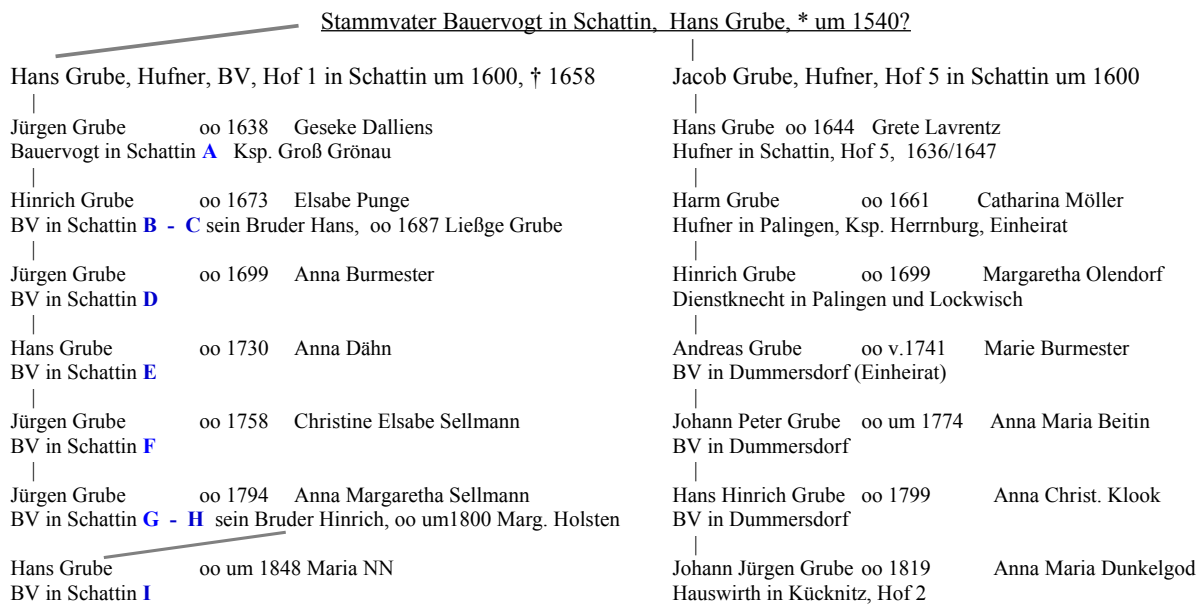 Stammvater Bauervogt in Schattin, Hans Grube, * um 1540?
Hans Grube, Hufner, BV, Hof 1 in Schattin um 1600, † 1658
Jürgen Grube oo 1638 Geseke Dalliens
Bauervogt in Schattin A Ksp. Groß Grönau
Hinrich Grube oo 1673 Elsabe Punge
BV in Schattin B - C sein Bruder Hans, oo 1687 Ließge Grube
Jürgen Grube oo 1699 Anna Burmester
BV in Schattin D
Hans Grube oo 1730 Anna Dähn
BV in Schattin E
Jürgen Grube oo 1758 Christine Elsabe Sellmann
BV in Schattin F
Jürgen Grube oo 1794 Anna Margaretha Sellmann
BV in Schattin G - H sein Bruder Hinrich, oo um1800 Marg. Holsten
Hans Grube oo um 1848 Maria NN
BV in Schattin I
Jacob Grube, Hufner, Hof 5 in Schattin um 1600
Hans Grube oo 1644 Grete Lavrentz
Hufner in Schattin, Hof 5, 1636/1647
Harm Grube oo 1661 Catharina Möller
Hufner in Palingen, Ksp. Herrnburg, Einheirat
Hinrich Grube oo 1699 Margaretha Olendorf
Dienstknecht in Palingen und Lockwisch
Andreas Grube oo v.1741 Marie Burmester
BV in Dummersdorf (Einheirat)
Johann Peter Grube oo um 1774 Anna Maria Beitin
BV in Dummersdorf
Hans Hinrich Grube oo 1799 Anna Christ. Klook
BV in Dummersdorf
Johann Jürgen Grube oo 1819 Anna Maria Dunkelgod
Hauswirth in Kücknitz, Hof 2